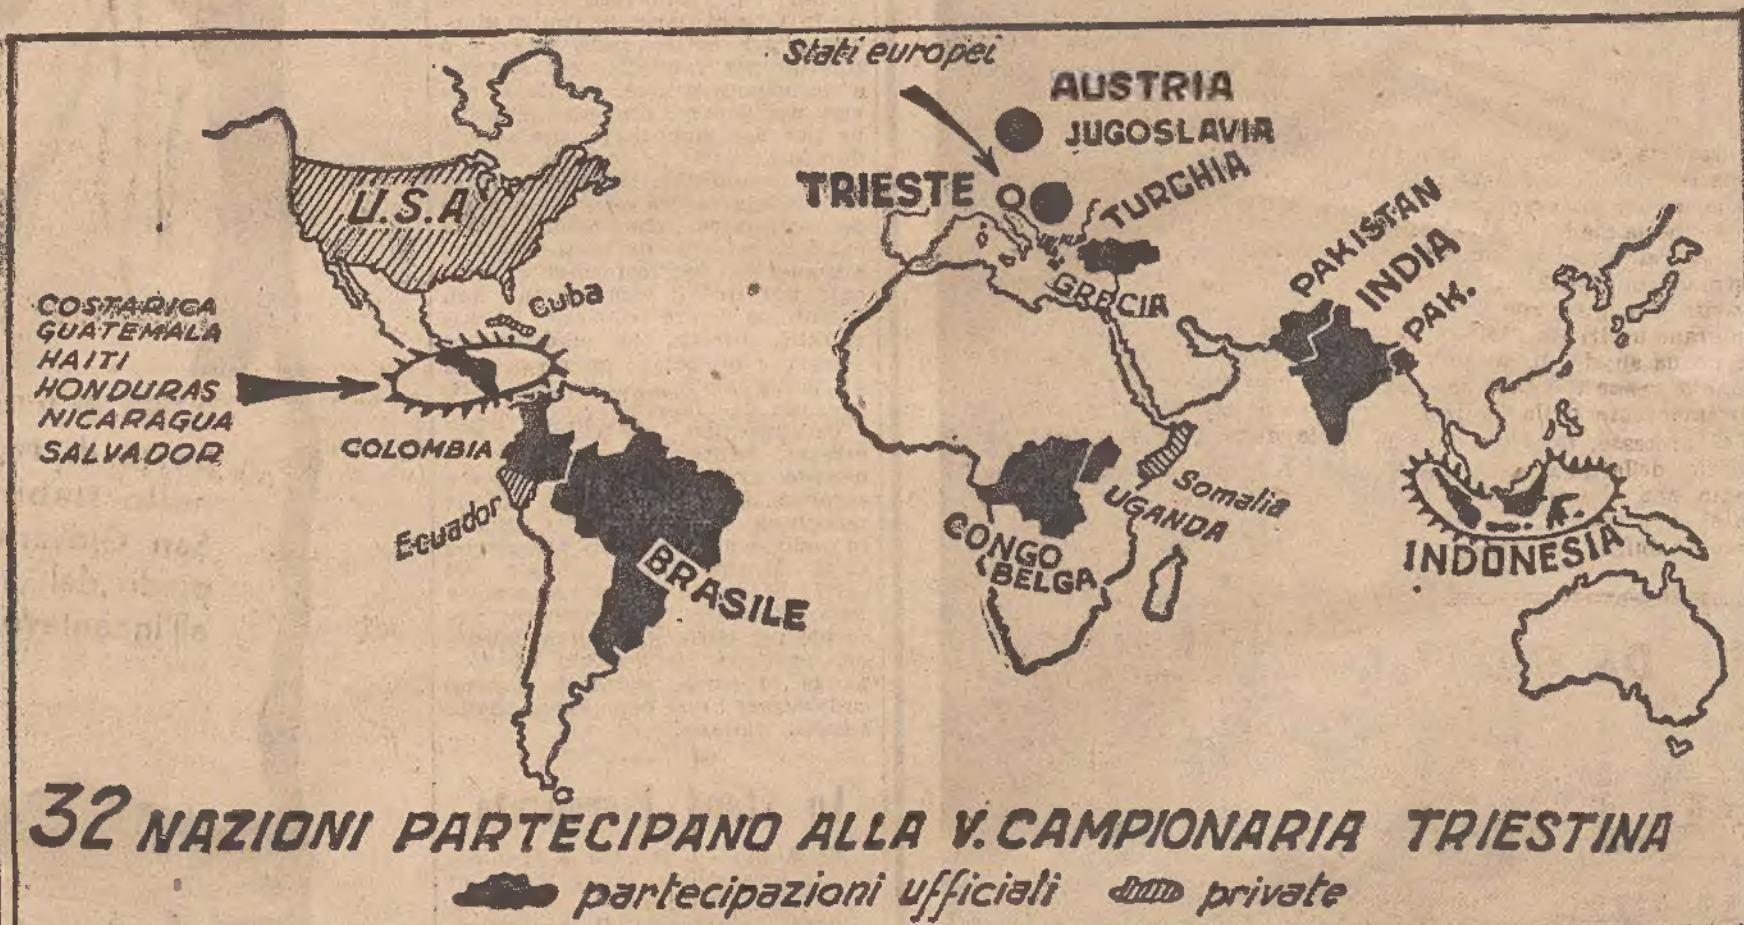 Stati europei
AUSTRIA
JUGOSLAVIA
TRIESTE
TURCHIA
GRECIA
U.S.A
Cuba
COSTARICA
GUATEMALA
HAITI
HONDURAS
NICARAGUA
SALVADOR
COLOMBIA
Ecuador
BRASILE
PAKISTAN
INDIA
PAK.
Somalia
UGANDA
CONGO
BELGA
INDONESIA
32 NAZIONI PARTECIPANO ALLA V. CAMPIONARIA TRIESTINA
partecipazioni ufficiali private